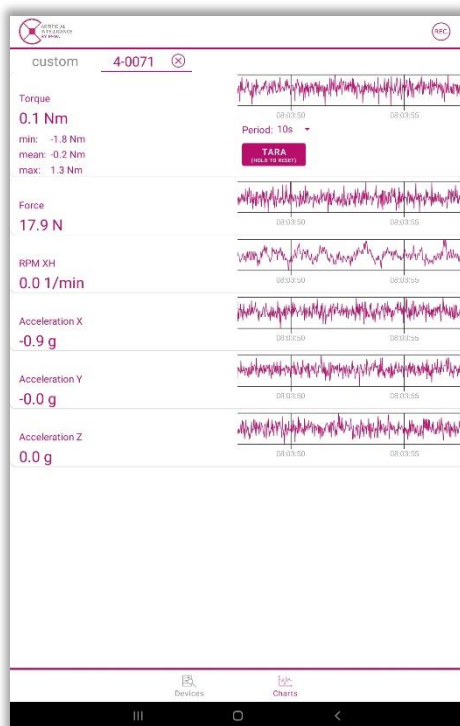 ARTIFICIAL
INTELLIGENCE
REC
custom
4-0071
Torque
0.1 Nm
min: -1.8 Nm
mean: -0.2 Nm
max: 1.3 Nm
08:03:50
08:03:55
Period: 10s
TARA
(HOLD TO RESET)
Force
17.9 N
08:03:50
08:03:55
RPM XH
0.0 1/min
08:03:50
08:03:55
Acceleration X
-0.9 g
08:03:50
08:03:55
Acceleration Y
-0.0 g
08:03:50
08:03:55
Acceleration Z
0.0 g
08:03:50
08:03:55
Devices
Charts